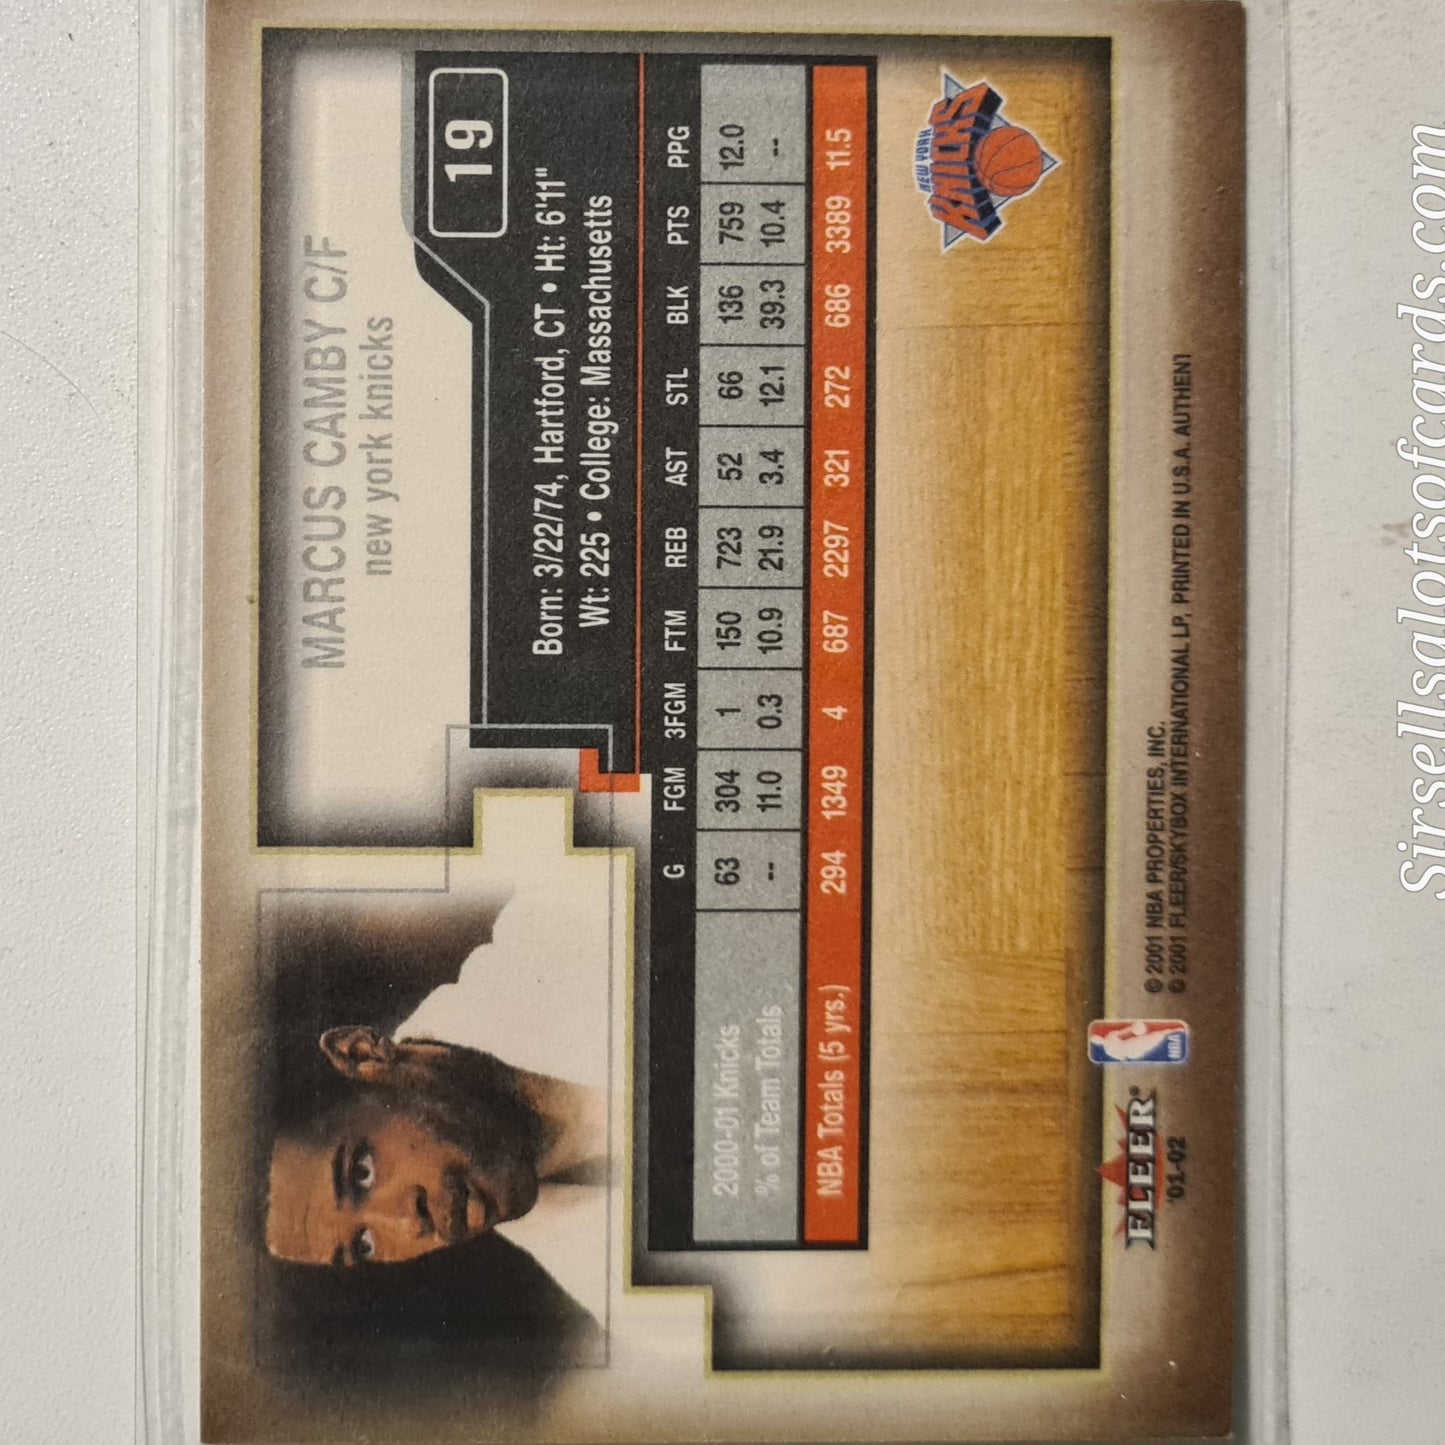 MARCUS CAMBY C/F
new york knicks
19
Born: 3/22/74, Hartford, CT • Ht: 6'11"
Wt: 225 • College: Massachusetts
G FGM 3FGM FTM REB AST STL BLK PTS PPG
2000-01 Knicks 63 304 1 150 723 52 66 136 759 12.0
% of Team Totals -- 11.0 0.3 10.9 21.9 3.4 12.1 39.3 10.4 --
NBA Totals (5 yrs.) 294 1349 4 687 2297 321 272 686 3389 11.5
NEW YORK
KNICKS
NBA
© 2001 NBA PROPERTIES, INC.
© 2001 FLEER/SKYBOX INTERNATIONAL LP, PRINTED IN U.S.A. AUTHENT
FLEER®
'01-02
Sirsellsalotsofcards.com